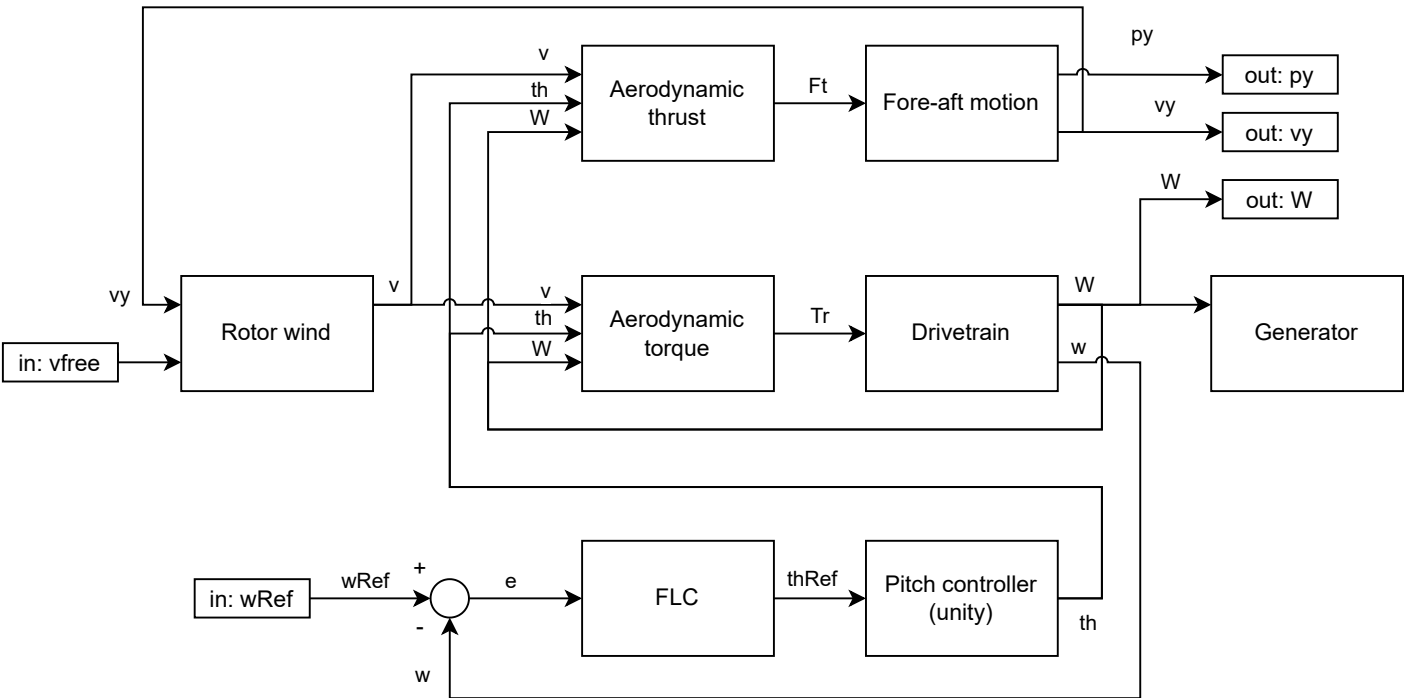 py
v
th
W
Aerodynamic
thrust
Ft
Fore-aft motion
out: py
vy
out: vy
W
out: W
vy
in: vfree
Rotor wind
v
v
th
W
Aerodynamic
torque
Tr
Drivetrain
W
w
Generator
in: wRef
wRef
+
-
w
e
FLC
thRef
Pitch controller
(unity)
th